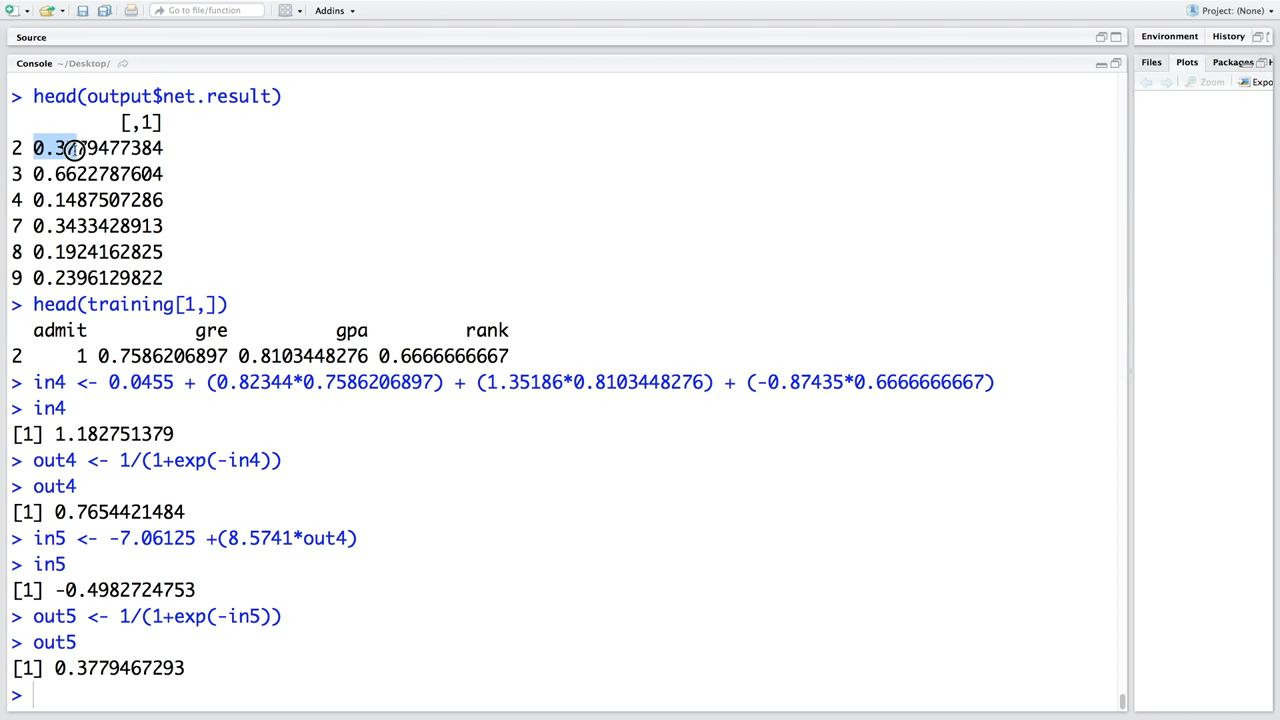 Go to file/function
Addins
Project: (None)
Source
Environment
History
Console
~/Desktop/
Files
Plots
Packages
Zoom
Expo
> head(output$net.result)
[,1]
2 0.3779477384
3 0.6622787604
4 0.1487507286
7 0.3433428913
8 0.1924162825
9 0.2396129822
> head(training[1,])
admit gre gpa rank
2 1 0.7586206897 0.8103448276 0.6666666667
> in4 <- 0.0455 + (0.82344*0.7586206897) + (1.35186*0.8103448276) + (-0.87435*0.6666666667)
> in4
[1] 1.182751379
> out4 <- 1/(1+exp(-in4))
> out4
[1] 0.7654421484
> in5 <- -7.06125 +(8.5741*out4)
> in5
[1] -0.4982724753
> out5 <- 1/(1+exp(-in5))
> out5
[1] 0.3779467293
>